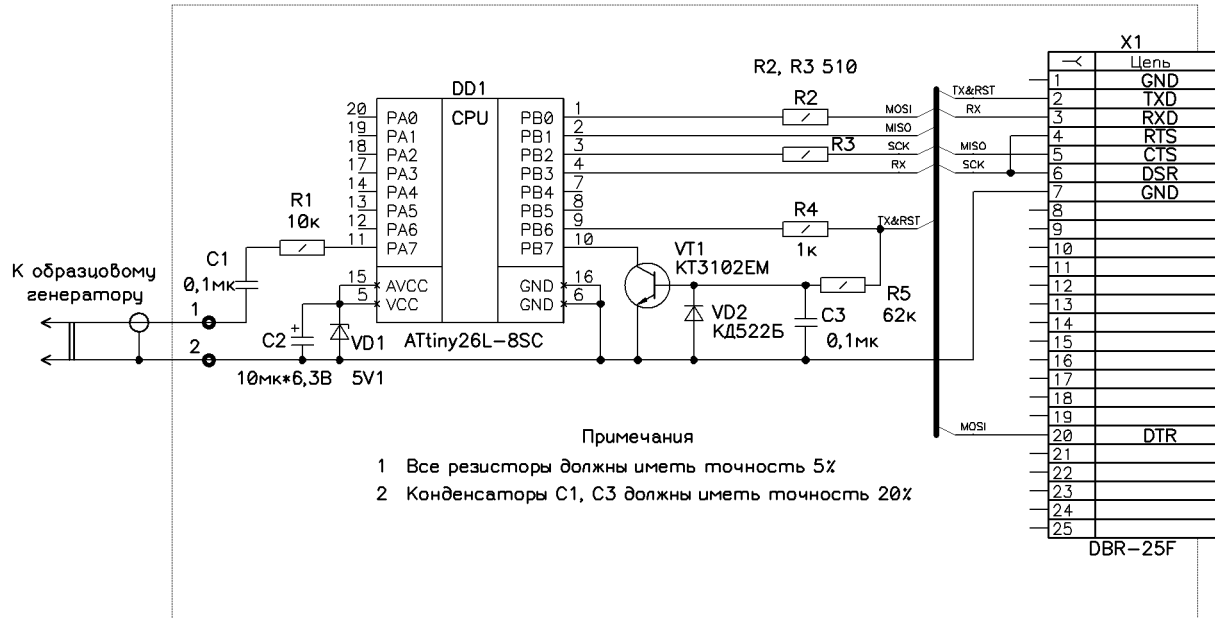 X1
Цепь
1 GND
2 TXD
3 RXD
4 RTS
5 CTS
6 DSR
7 GND
8
9
10
11
12
13
14
15
16
17
18
19
20 DTR
21
22
23
24
25
DBR-25F
R2, R3 510
R2
R3
MOSI
MISO
SCK
RX
TX&RST
TX&RST
RX
MISO
SCK
MOSI
DD1
CPU
20 PA0
19 PA1
18 PA2
17 PA3
14 PA4
13 PA5
12 PA6
11 PA7
15 AVCC
5 VCC
PB0 1
PB1 2
PB2 3
PB3 4
PB4 7
PB5 8
PB6 9
PB7 10
GND 16
GND 6
ATtiny26L-8SC
R1
10к
C1
0,1мк
К образцовому
генератору
1
2
C2
+
10мк*6,3В
VD1
5V1
R4
1к
VT1
КТ3102ЕМ
VD2
КД522Б
C3
0,1мк
R5
62к
Примечания
1 Все резисторы должны иметь точность 5%
2 Конденсаторы С1, С3 должны иметь точность 20%